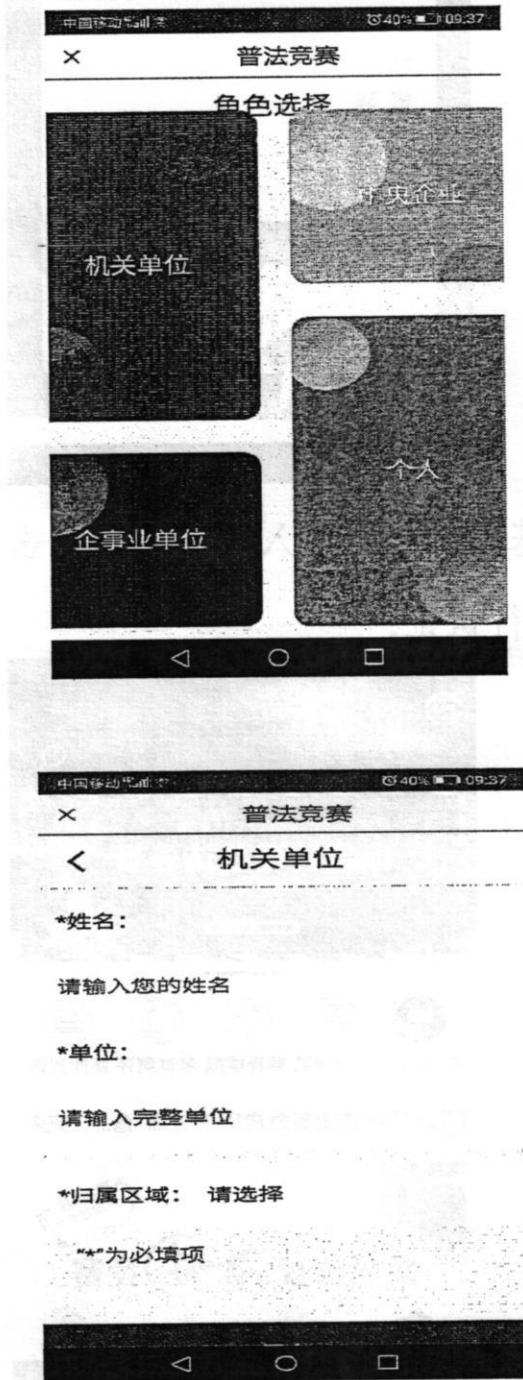 中国移动 40% 09:37
× 普法竞赛
角色选择
机关单位
中央企业
个人
企事业单位
中国移动 40% 09:37
× 普法竞赛
< 机关单位
*姓名：
请输入您的姓名
*单位：
请输入完整单位
*归属区域： 请选择
“*”为必填项